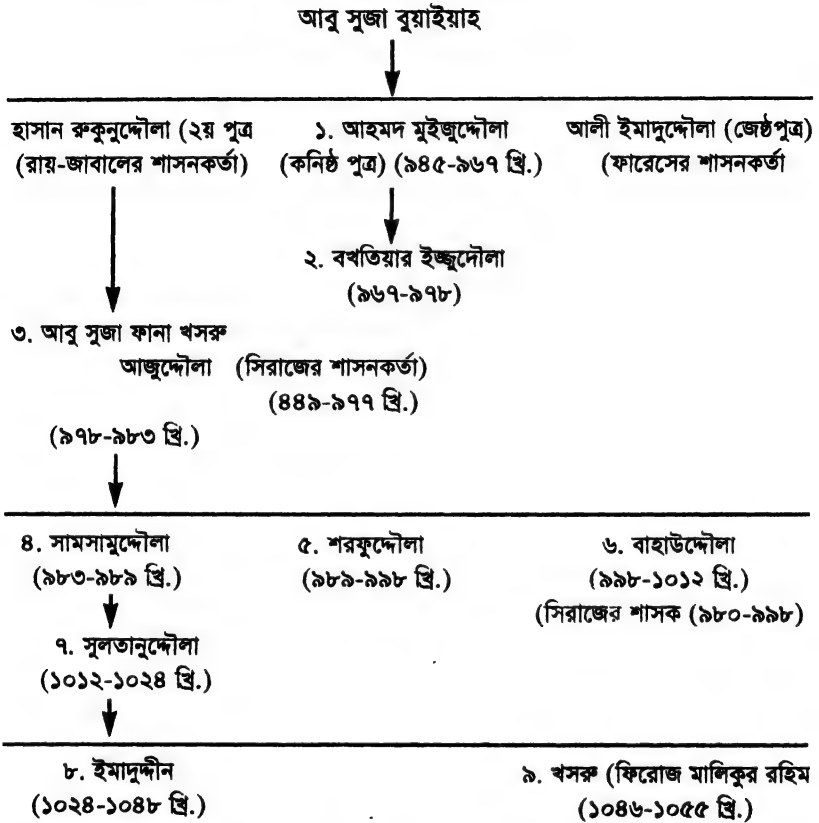 আবু সুজা বুয়াইয়াহ
হাসান রুকুনুদ্দৌলা (২য় পুত্র
(রায়-জাবালের শাসনকর্তা)
১. আহমদ মুইজুদ্দৌলা
(কনিষ্ঠ পুত্র) (৯৪৫-৯৬৭ খ্রি.)
আলী ইমাদুদ্দৌলা (জেষ্ঠপুত্র)
(ফারেসের শাসনকর্তা
২. বখতিয়ার ইজ্জুদৌলা
(৯৬৭-৯৭৮)
৩. আবু সুজা ফানা খসরু
আজুদ্দৌলা (সিরাজের শাসনকর্তা)
(৪৪৯-৯৭৭ খ্রি.)
(৯৭৮-৯৮৩ খ্রি.)
৪. সামসামুদ্দৌলা
(৯৮৩-৯৮৯ খ্রি.)
৫. শরফুদ্দৌলা
(৯৮৯-৯৯৮ খ্রি.)
৬. বাহাউদ্দৌলা
(৯৯৮-১০১২ খ্রি.)
(সিরাজের শাসক (৯৮০-৯৯৮)
৭. সুলতানুদ্দৌলা
(১০১২-১০২৪ খ্রি.)
৮. ইমাদুদ্দীন
(১০২৪-১০৪৮ খ্রি.)
৯. খসরু (ফিরোজ মালিকুর রহিম
(১০৪৬-১০৫৫ খ্রি.)